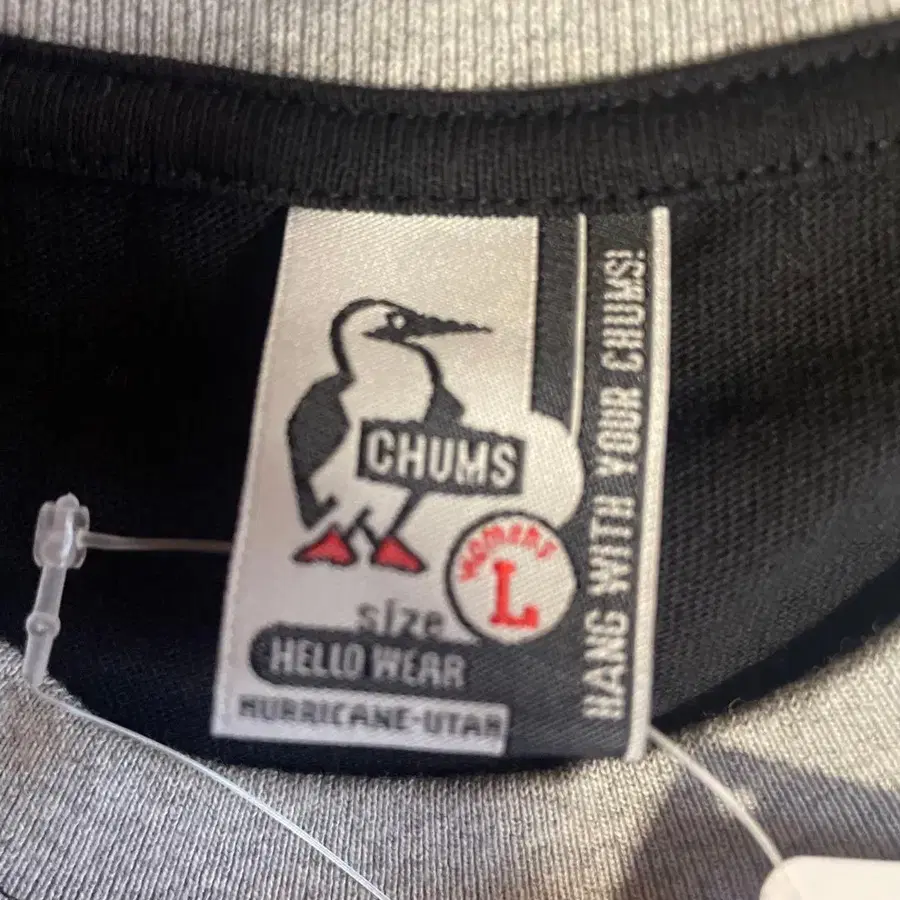 CHUMS
women's
L
size
HELLO WEAR
HURRICANE-UTAH
HANG WITH YOUR CHUMS!